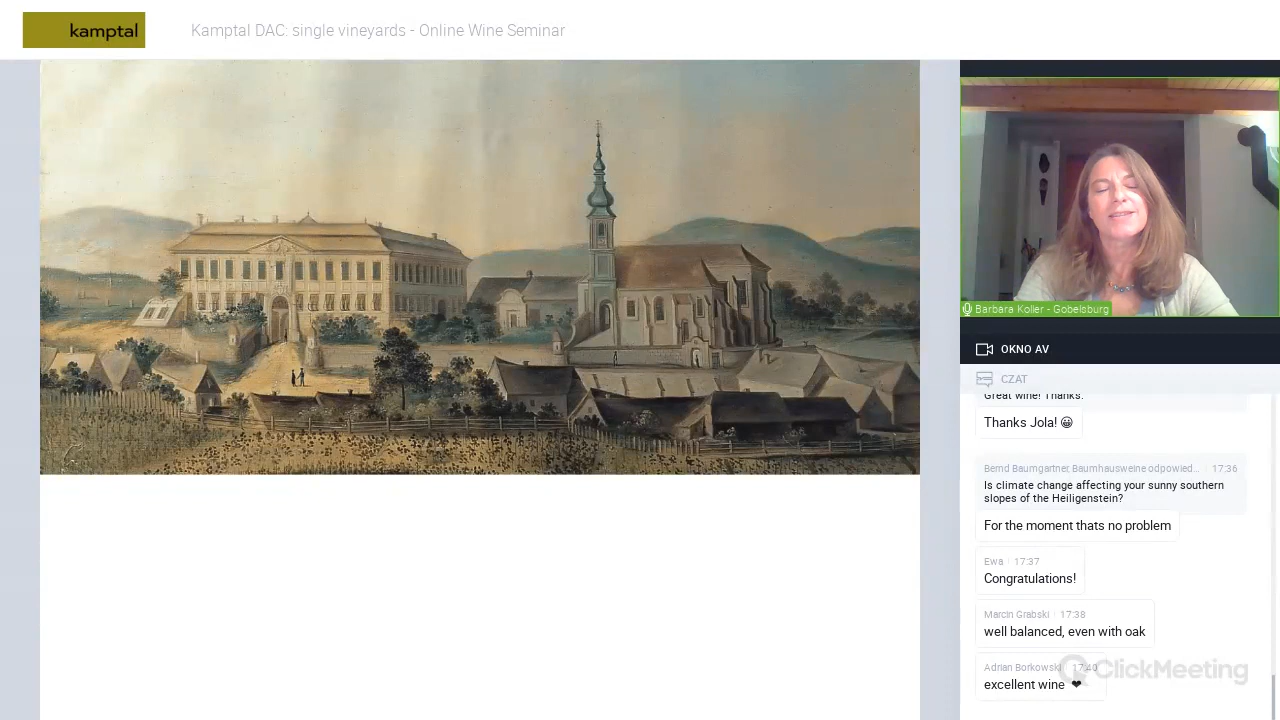 kamptal
Kamptal DAC: single vineyards - Online Wine Seminar
Barbara Koller - Gobelsburg
OKNO AV
CZAT
Great wine! Thanks.
Thanks Jola! 😀
Bernd Baumgartner, Baumhausweine odpowied... 17:36
Is climate change affecting your sunny southern
slopes of the Heiligenstein?
For the moment thats no problem
Ewa 17:37
Congratulations!
Marcin Grabski 17:38
well balanced, even with oak
Adrian Borkowski 17:40
excellent wine ❤
ClickMeeting